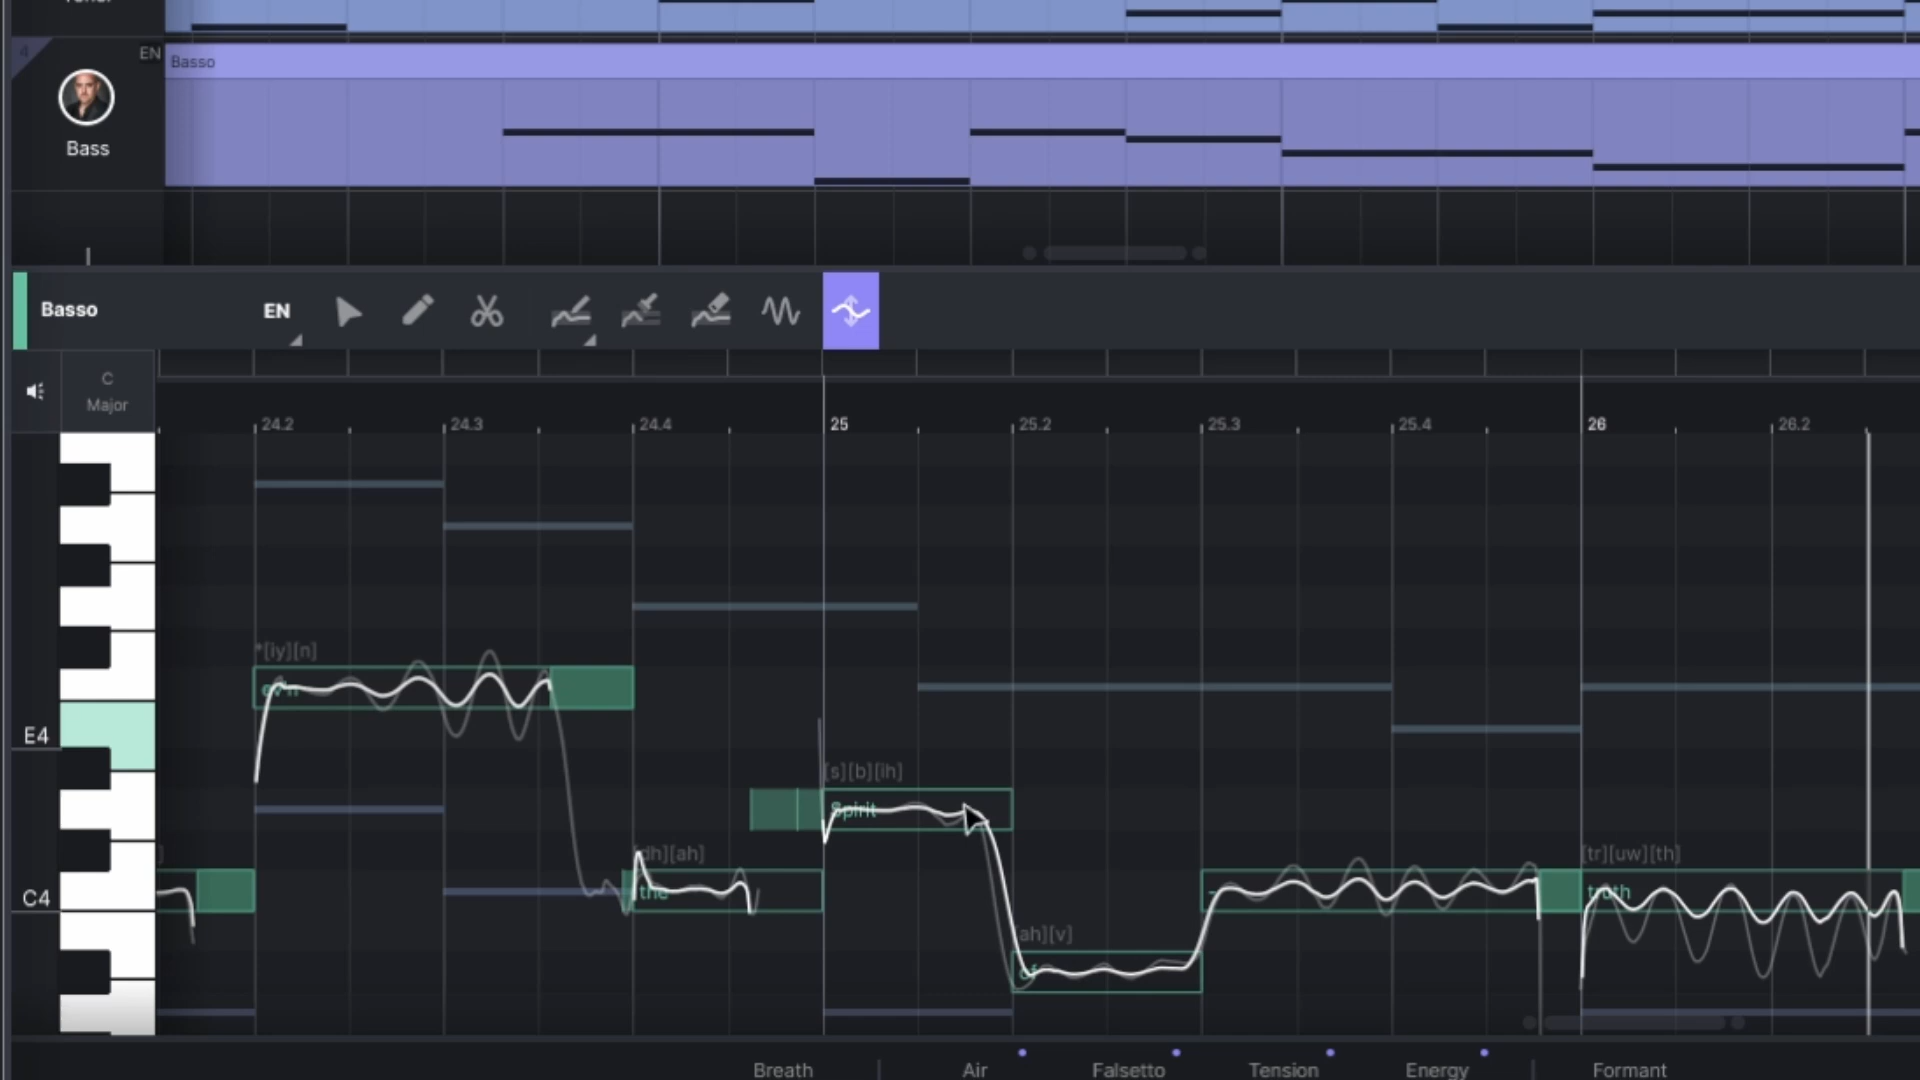 EN
Basso
Bass
Basso
EN
C
Major
24.2
24.3
24.4
25
25.2
25.3
25.4
26
26.2
*[iy][n]
E4
[s][b][ih]
Spirit
[dh][ah]
[tr][uw][th]
the
truth
C4
[ah][v]
of
Breath
Air
Falsetto
Tension
Energy
Formant